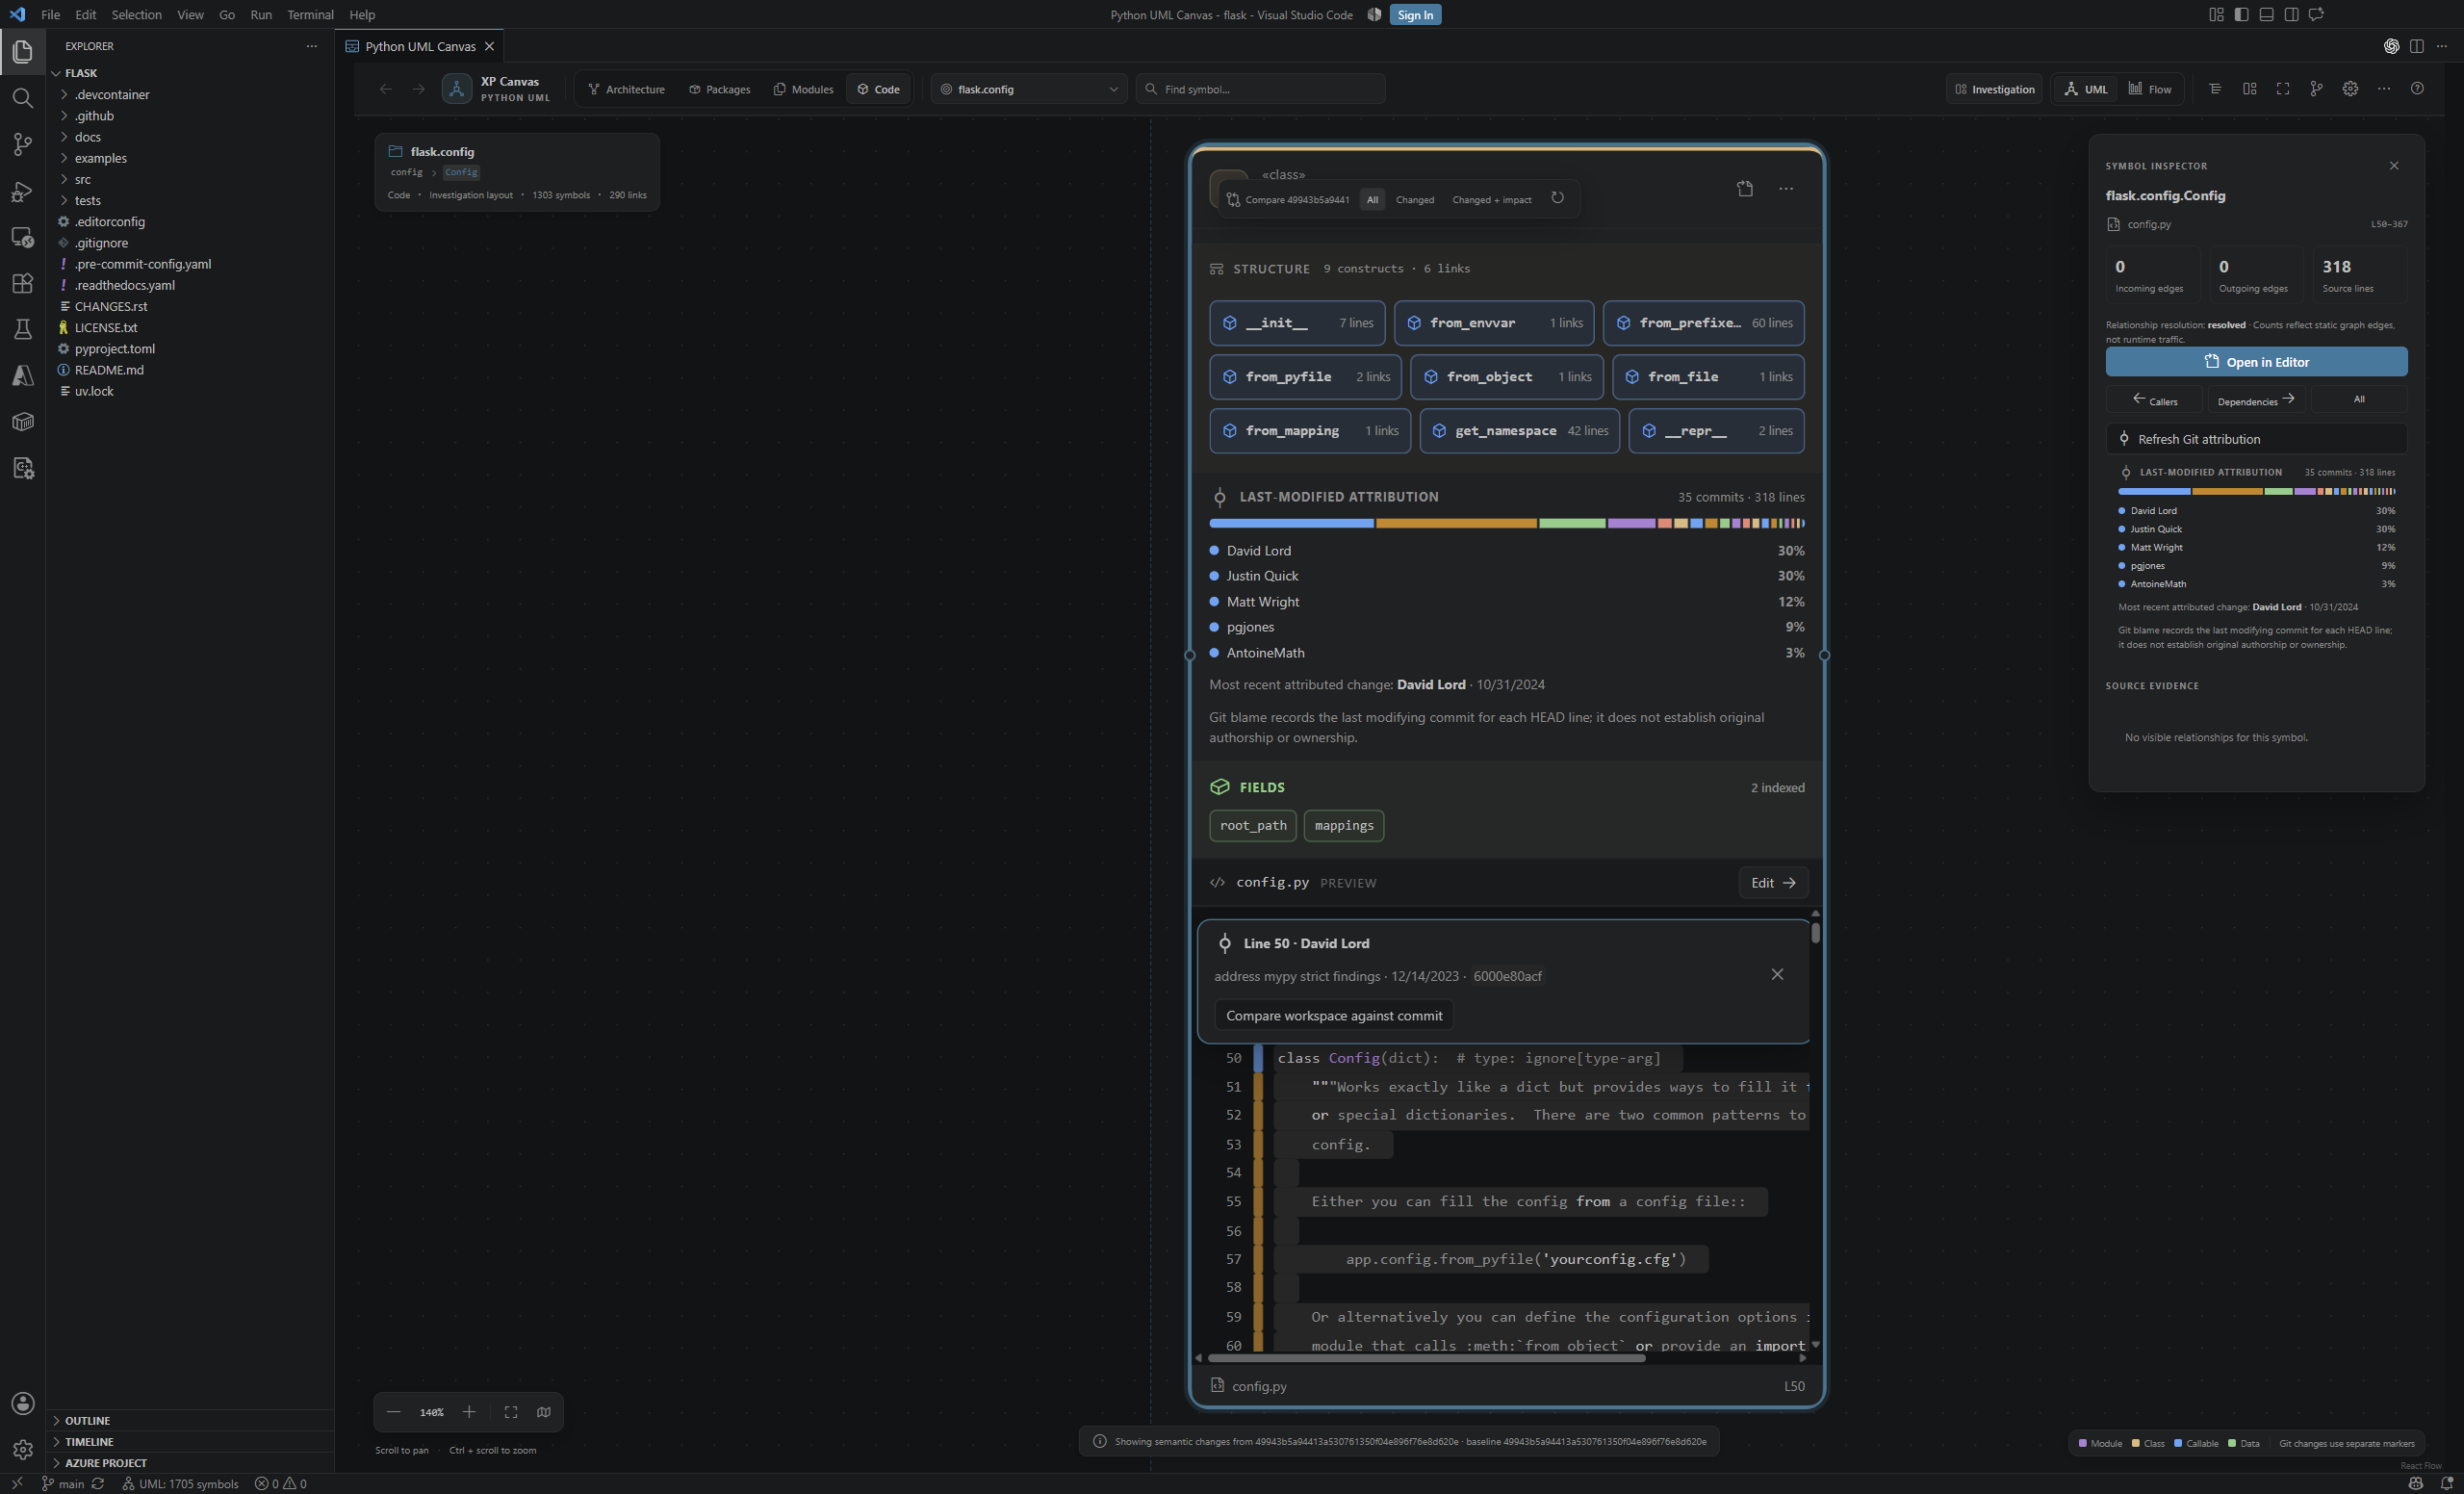 File Edit Selection View Go Run Terminal Help
Python UML Canvas - flask - Visual Studio Code
Sign In
EXPLORER
FLASK
.devcontainer
.github
docs
examples
src
tests
.editorconfig
.gitignore
.pre-commit-config.yaml
.readthedocs.yaml
CHANGES.rst
LICENSE.txt
pyproject.toml
README.md
uv.lock
OUTLINE
TIMELINE
AZURE PROJECT
Python UML Canvas
XP Canvas
PYTHON UML
Architecture
Packages
Modules
Code
flask.config
Find symbol...
Investigation
UML
Flow
flask.config
config > Config
Code • Investigation layout • 1303 symbols • 290 links
«class»
Compare 49943b5a9441 All Changed Changed + impact
STRUCTURE 9 constructs · 6 links
__init__ 7 lines
from_envvar 1 links
from_prefixe… 60 lines
from_pyfile 2 links
from_object 1 links
from_file 1 links
from_mapping 1 links
get_namespace 42 lines
__repr__ 2 lines
LAST-MODIFIED ATTRIBUTION 35 commits · 318 lines
David Lord 30%
Justin Quick 30%
Matt Wright 12%
pgjones 9%
AntoineMath 3%
Most recent attributed change: David Lord · 10/31/2024
Git blame records the last modifying commit for each HEAD line; it does not establish original
authorship or ownership.
FIELDS 2 indexed
root_path mappings
config.py PREVIEW Edit
Line 50 · David Lord
address mypy strict findings · 12/14/2023 · 6000e80acf
Compare workspace against commit
50 class Config(dict):  # type: ignore[type-arg]
51 """Works exactly like a dict but provides ways to fill it
52 or special dictionaries.  There are two common patterns to
53 config.
54
55 Either you can fill the config from a config file::
56
57 app.config.from_pyfile('yourconfig.cfg')
58
59 Or alternatively you can define the configuration options
60 module that calls :meth:`from_object` or provide an import
config.py L50
SYMBOL INSPECTOR
flask.config.Config
config.py L50–367
0 0 318
Incoming edges Outgoing edges Source lines
Relationship resolution: resolved · Counts reflect static graph edges,
not runtime traffic.
Open in Editor
Callers Dependencies All
Refresh Git attribution
LAST-MODIFIED ATTRIBUTION 35 commits · 318 lines
David Lord 30%
Justin Quick 30%
Matt Wright 12%
pgjones 9%
AntoineMath 3%
Most recent attributed change: David Lord · 10/31/2024
Git blame records the last modifying commit for each HEAD line;
it does not establish original authorship or ownership.
SOURCE EVIDENCE
No visible relationships for this symbol.
140%
Scroll to pan · Ctrl + scroll to zoom
Showing semantic changes from 49943b5a94413a530761350f04e896f76e8d620e · baseline 49943b5a94413a530761350f04e896f76e8d620e
Module Class Callable Data Git changes use separate markers
React Flow
main UML: 1705 symbols 0 0